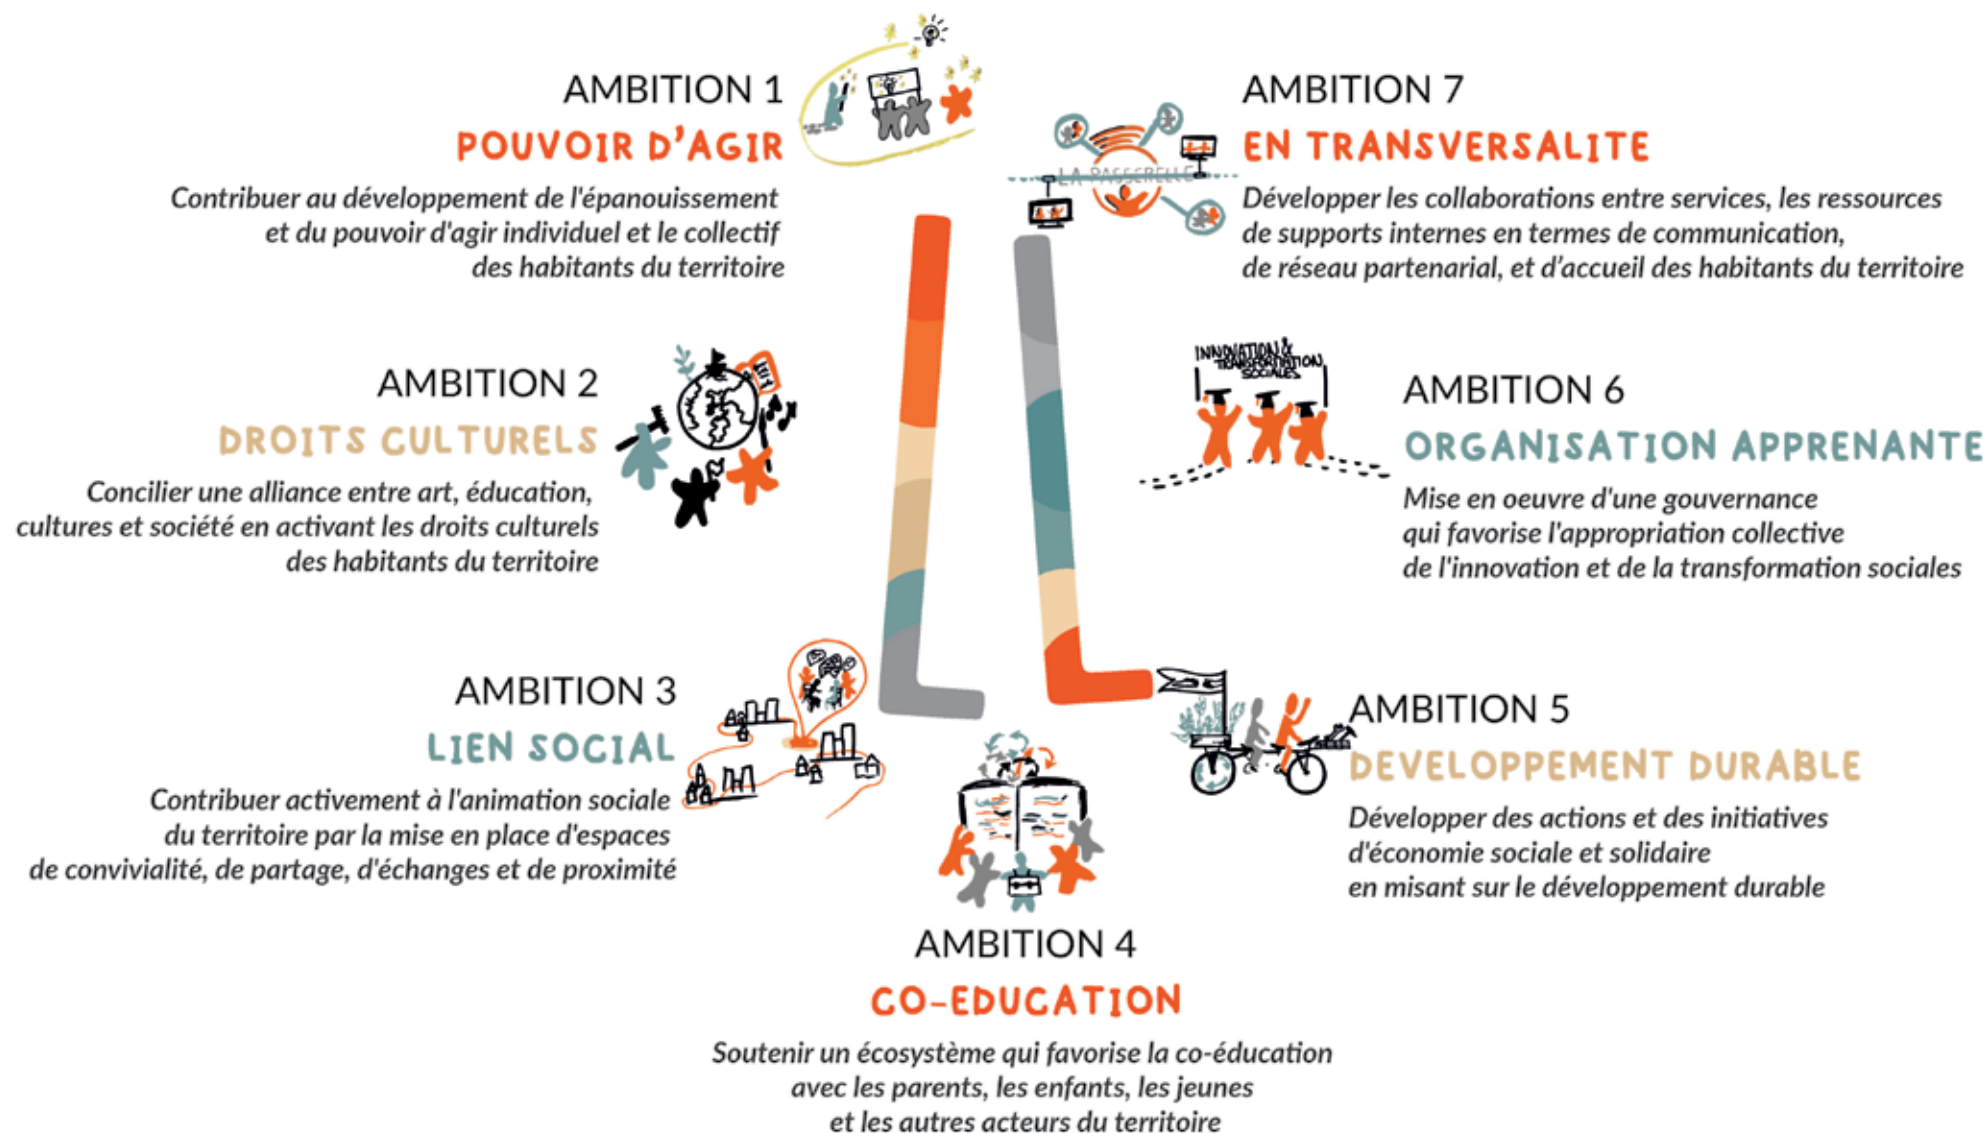 AMBITION 1
POUVOIR D'AGIR
Contribuer au développement de l'épanouissement
et du pouvoir d'agir individuel et le collectif
des habitants du territoire
AMBITION 2
DROITS CULTURELS
Concilier une alliance entre art, éducation,
cultures et société en activant les droits culturels
des habitants du territoire
AMBITION 3
LIEN SOCIAL
Contribuer activement à l'animation sociale
du territoire par la mise en place d'espaces
de convivialité, de partage, d'échanges et de proximité
AMBITION 4
CO-EDUCATION
Soutenir un écosystème qui favorise la co-éducation
avec les parents, les enfants, les jeunes
et les autres acteurs du territoire
AMBITION 5
DEVELOPPEMENT DURABLE
Développer des actions et des initiatives
d'économie sociale et solidaire
en misant sur le développement durable
INNOVATION &
TRANSFORMATION
SOCIALES
AMBITION 6
ORGANISATION APPRENANTE
Mise en oeuvre d'une gouvernance
qui favorise l'appropriation collective
de l'innovation et de la transformation sociales
LA PASSERELLE
AMBITION 7
EN TRANSVERSALITE
Développer les collaborations entre services, les ressources
de supports internes en termes de communication,
de réseau partenarial, et d'accueil des habitants du territoire